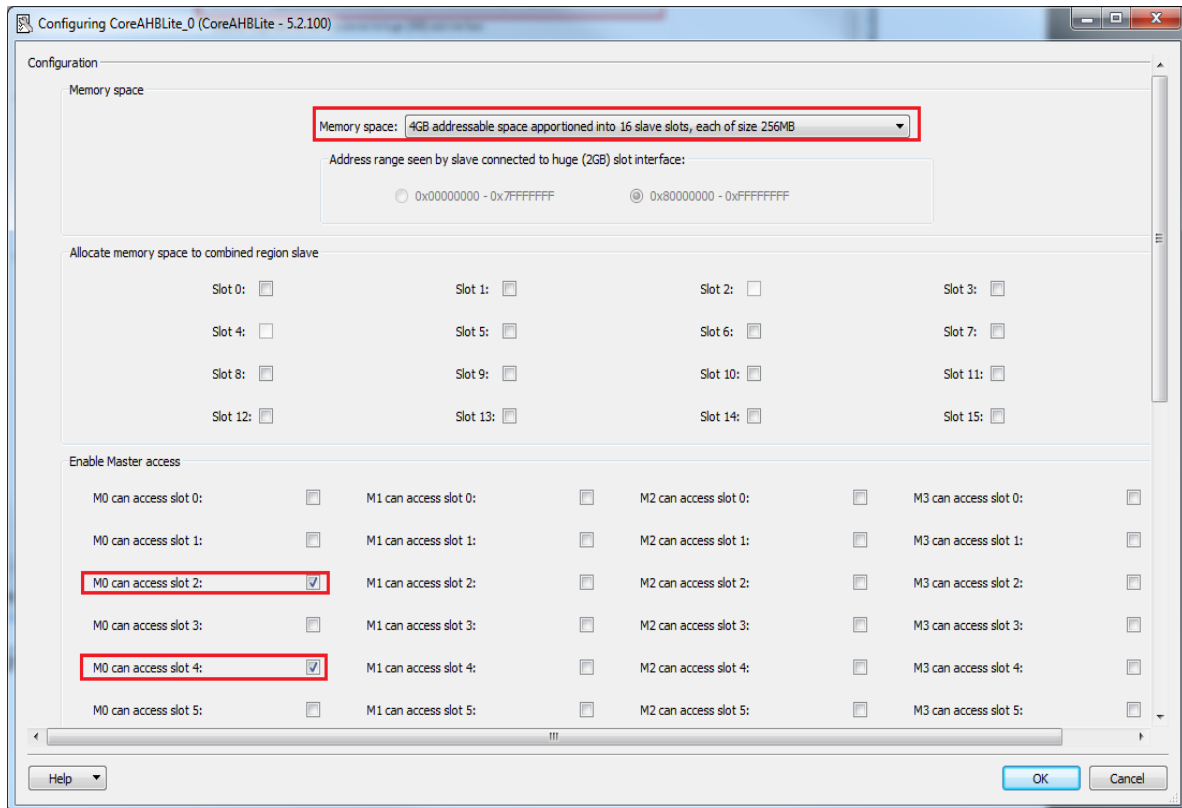 Configuring CoreAHBLite_0 (CoreAHBLite - 5.2.100)
Configuration
Memory space
Memory space: 4GB addressable space apportioned into 16 slave slots, each of size 256MB
Address range seen by slave connected to huge (2GB) slot interface:
0x00000000 - 0x7FFFFFFF 0x80000000 - 0xFFFFFFFF
Allocate memory space to combined region slave
Slot 0: Slot 1: Slot 2: Slot 3:
Slot 4: Slot 5: Slot 6: Slot 7:
Slot 8: Slot 9: Slot 10: Slot 11:
Slot 12: Slot 13: Slot 14: Slot 15:
Enable Master access
M0 can access slot 0: M1 can access slot 0: M2 can access slot 0: M3 can access slot 0:
M0 can access slot 1: M1 can access slot 1: M2 can access slot 1: M3 can access slot 1:
M0 can access slot 2: M1 can access slot 2: M2 can access slot 2: M3 can access slot 2:
M0 can access slot 3: M1 can access slot 3: M2 can access slot 3: M3 can access slot 3:
M0 can access slot 4: M1 can access slot 4: M2 can access slot 4: M3 can access slot 4:
M0 can access slot 5: M1 can access slot 5: M2 can access slot 5: M3 can access slot 5:
Help OK Cancel